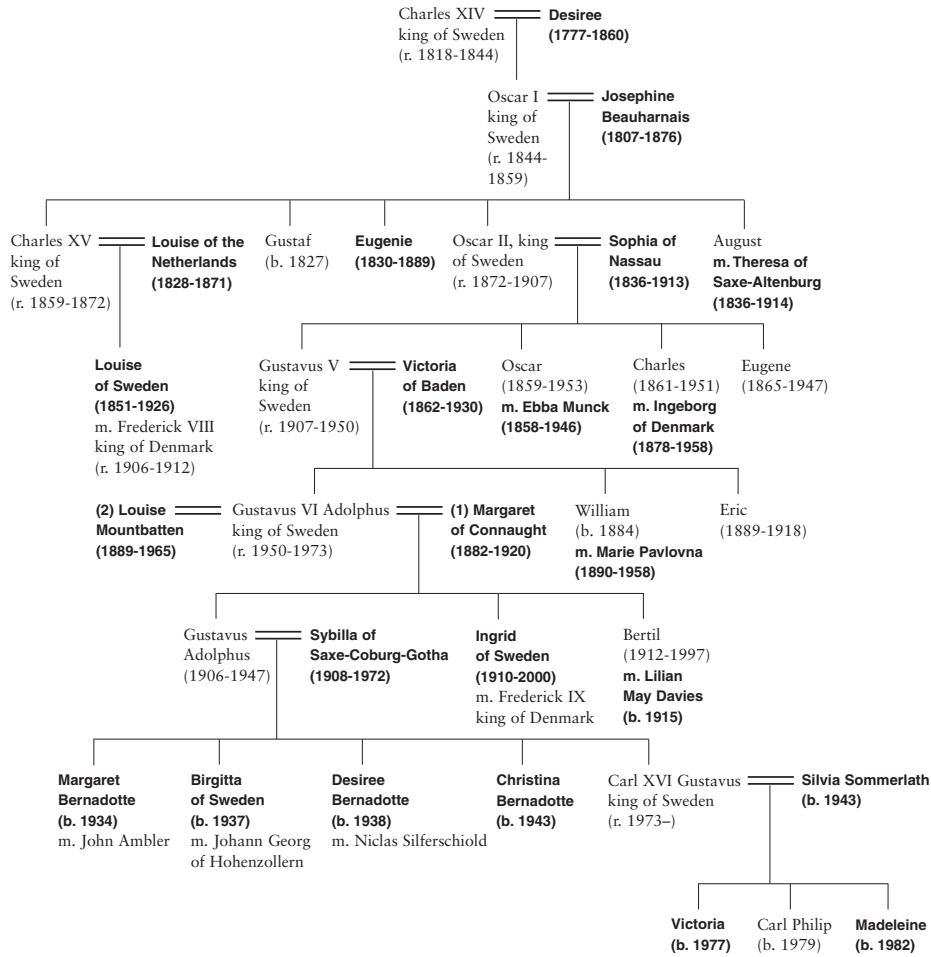 Charles XIV
king of Sweden
(r. 1818-1844)
Desiree
(1777-1860)
Oscar I
king of
Sweden
(r. 1844-
1859)
Josephine
Beauharnais
(1807-1876)
Charles XV
king of
Sweden
(r. 1859-1872)
Louise of the
Netherlands
(1828-1871)
Gustaf
(b. 1827)
Eugenie
(1830-1889)
Oscar II, king
of Sweden
(r. 1872-1907)
Sophia of
Nassau
(1836-1913)
August
m. Theresa of
Saxe-Altenburg
(1836-1914)
Louise
of Sweden
(1851-1926)
m. Frederick VIII
king of Denmark
(r. 1906-1912)
Gustavus V
king of
Sweden
(r. 1907-1950)
Victoria
of Baden
(1862-1930)
Oscar
(1859-1953)
m. Ebba Munck
(1858-1946)
Charles
(1861-1951)
m. Ingeborg
of Denmark
(1878-1958)
Eugene
(1865-1947)
(2) Louise
Mountbatten
(1889-1965)
Gustavus VI Adolphus
king of Sweden
(r. 1950-1973)
(1) Margaret
of Connaught
(1882-1920)
William
(b. 1884)
m. Marie Pavlovna
(1890-1958)
Eric
(1889-1918)
Gustavus
Adolphus
(1906-1947)
Sybilla of
Saxe-Coburg-Gotha
(1908-1972)
Ingrid
of Sweden
(1910-2000)
m. Frederick IX
king of Denmark
Bertil
(1912-1997)
m. Lilian
May Davies
(b. 1915)
Margaret
Bernadotte
(b. 1934)
m. John Ambler
Birgitta
of Sweden
(b. 1937)
m. Johann Georg
of Hohenzollern
Desiree
Bernadotte
(b. 1938)
m. Niclas Silferschiold
Christina
Bernadotte
(b. 1943)
Carl XVI Gustavus
king of Sweden
(r. 1973–)
Silvia Sommerlath
(b. 1943)
Victoria
(b. 1977)
Carl Philip
(b. 1979)
Madeleine
(b. 1982)